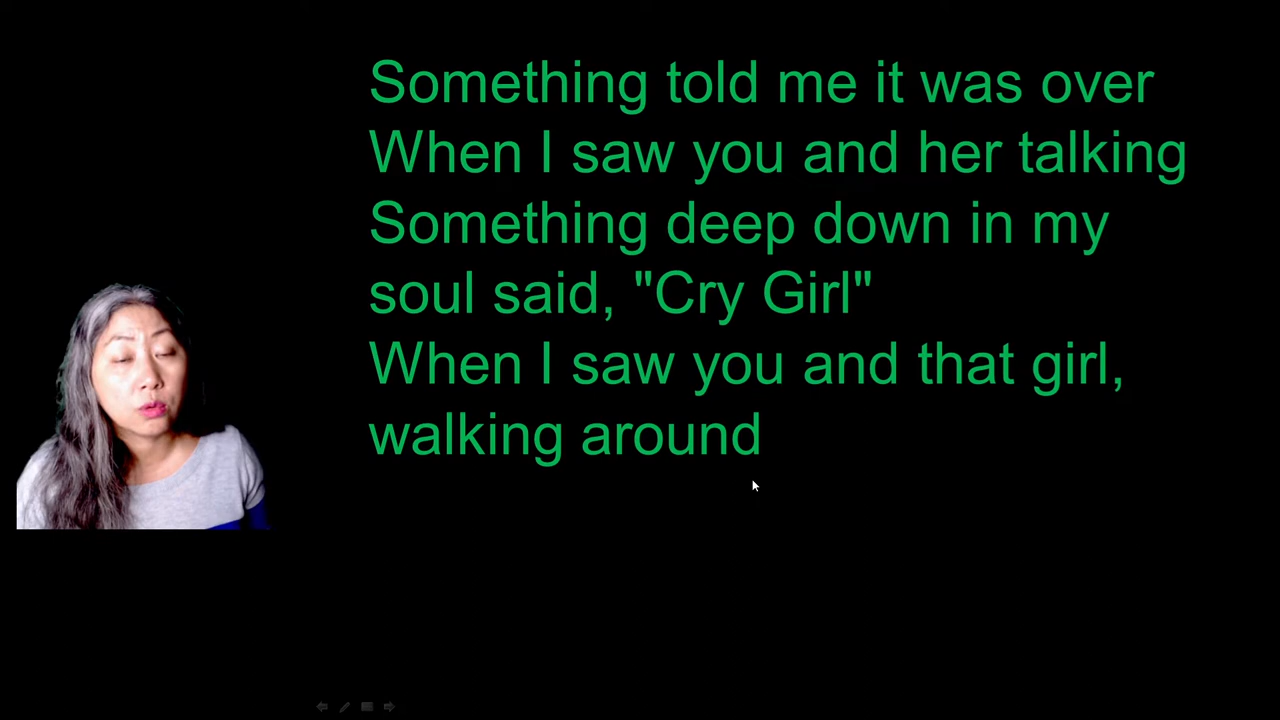 Something told me it was over
When I saw you and her talking
Something deep down in my
soul said, "Cry Girl"
When I saw you and that girl,
walking around